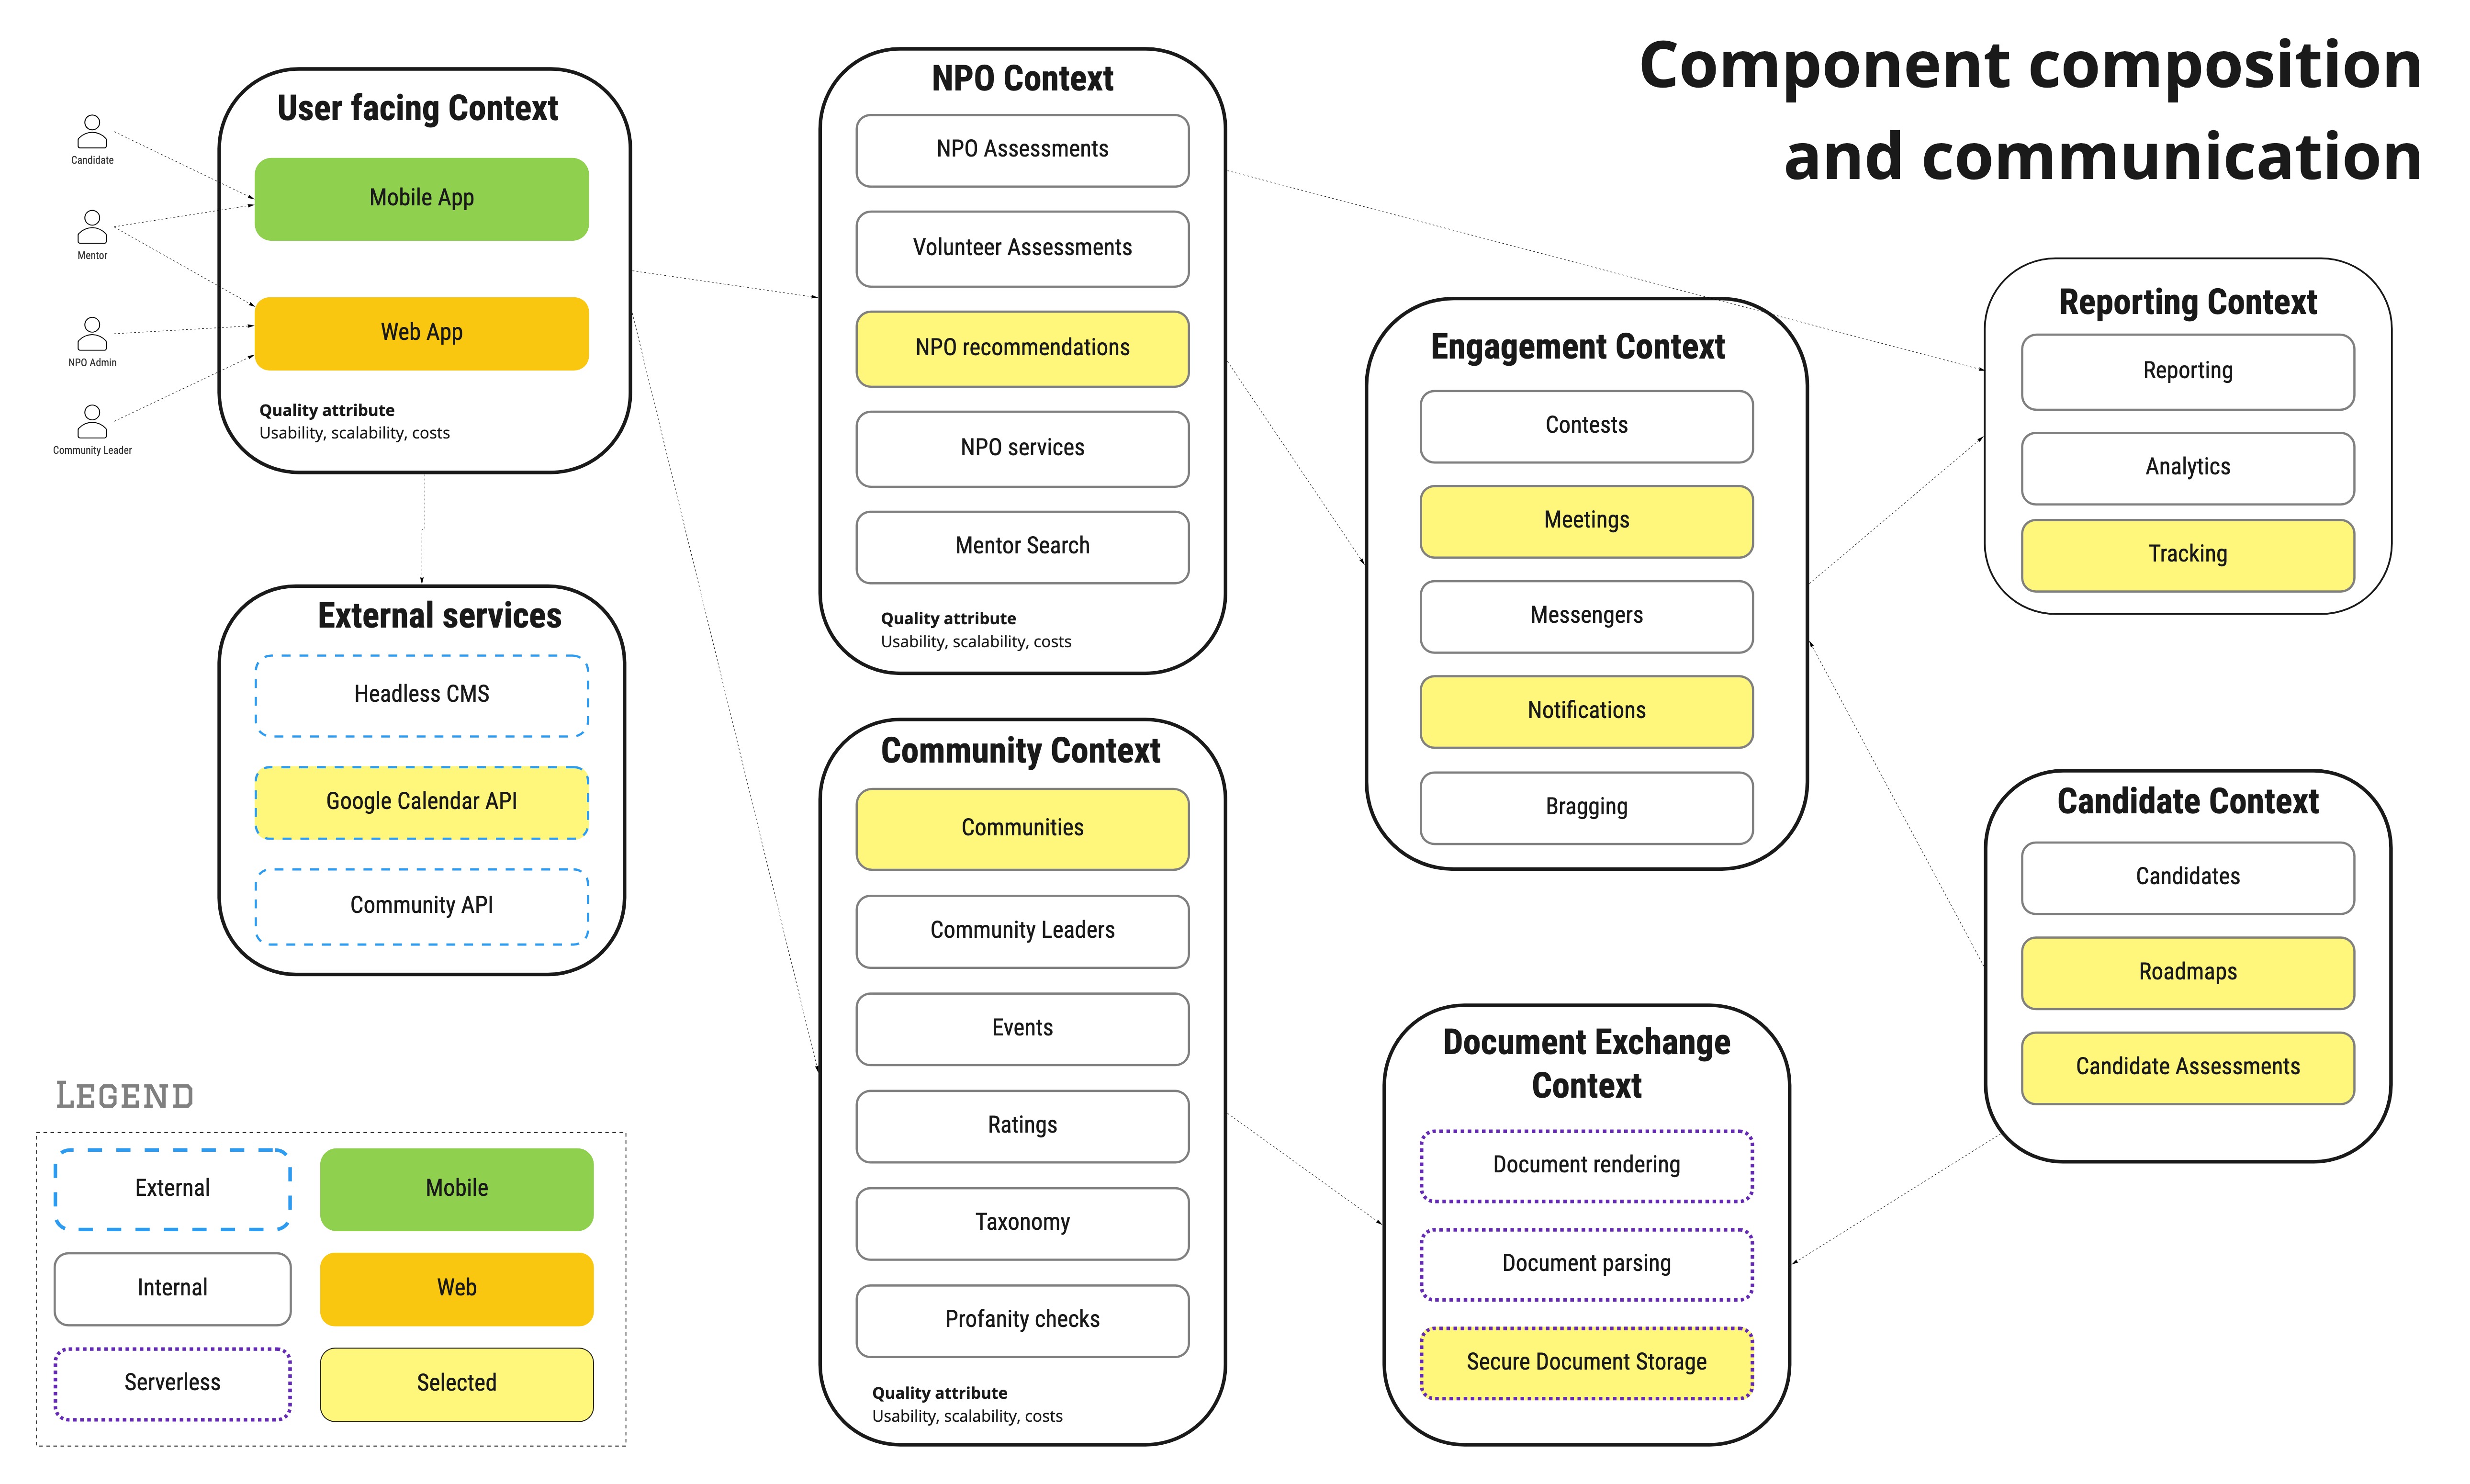 Component composition
and communication
Candidate
Mentor
NPO Admin
Community Leader
User facing Context
Mobile App
Web App
Quality attribute
Usability, scalability, costs
External services
Headless CMS
Google Calendar API
Community API
NPO Context
NPO Assessments
Volunteer Assessments
NPO recommendations
NPO services
Mentor Search
Quality attribute
Usability, scalability, costs
Community Context
Communities
Community Leaders
Events
Ratings
Taxonomy
Profanity checks
Quality attribute
Usability, scalability, costs
Engagement Context
Contests
Meetings
Messengers
Notifications
Bragging
Document Exchange
Context
Document rendering
Document parsing
Secure Document Storage
Reporting Context
Reporting
Analytics
Tracking
Candidate Context
Candidates
Roadmaps
Candidate Assessments
LEGEND
External
Mobile
Internal
Web
Serverless
Selected